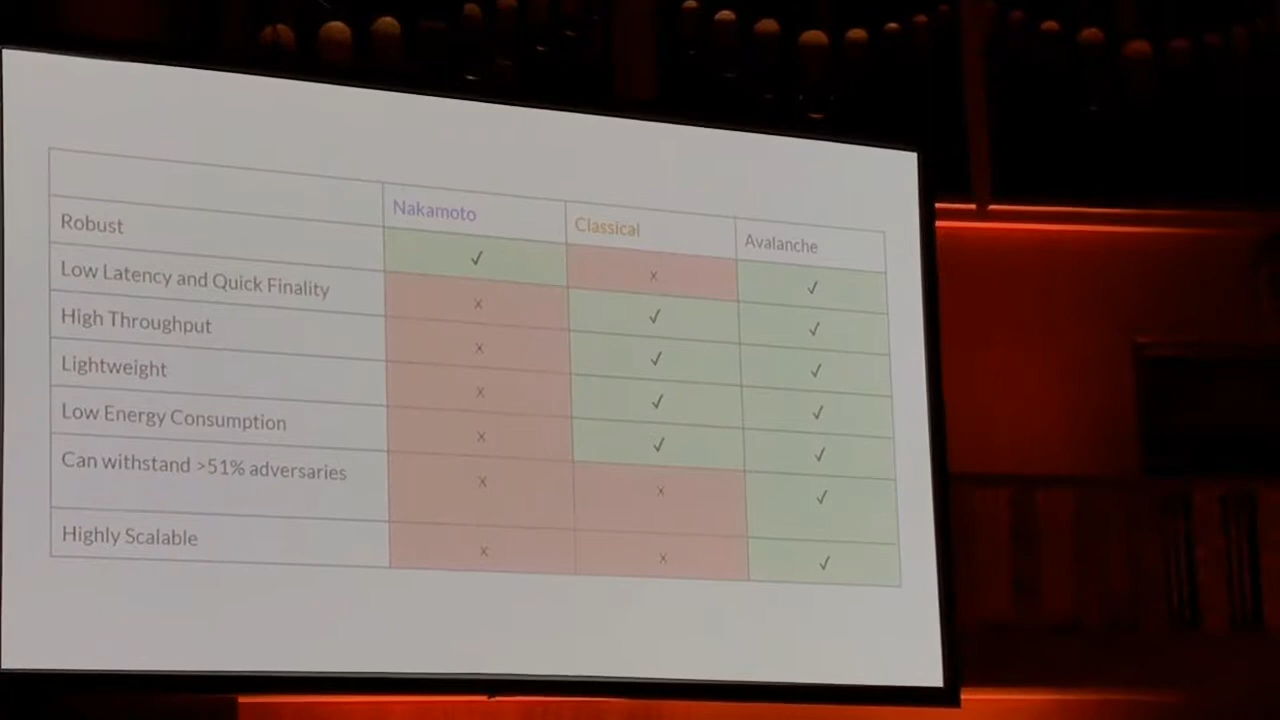 Nakamoto Classical Avalanche
Robust ✓ x ✓
Low Latency and Quick Finality x ✓ ✓
High Throughput x ✓ ✓
Lightweight x ✓ ✓
Low Energy Consumption x ✓ ✓
Can withstand >51% adversaries x x ✓
Highly Scalable x x ✓